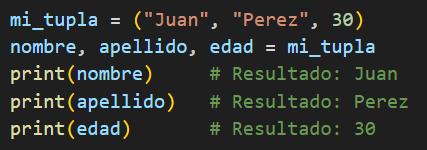 mi_tupla = ("Juan", "Perez", 30)
nombre, apellido, edad = mi_tupla
print(nombre)    # Resultado: Juan
print(apellido)  # Resultado: Perez
print(edad)      # Resultado: 30